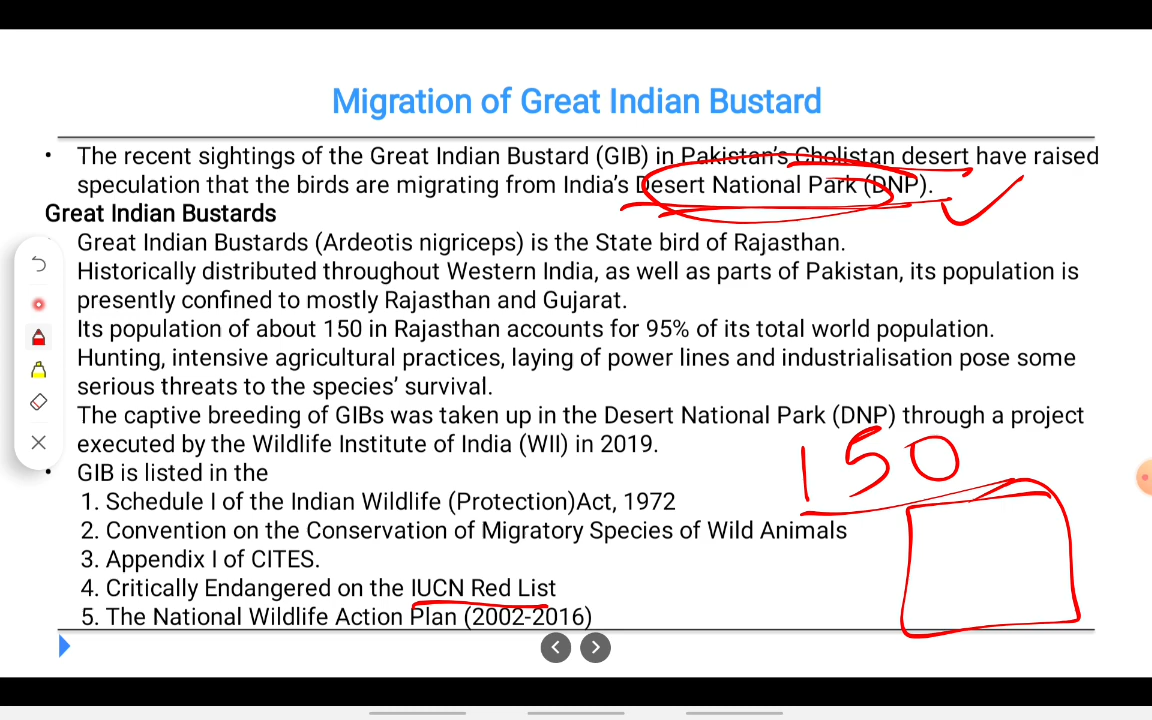 Migration of Great Indian Bustard
• The recent sightings of the Great Indian Bustard (GIB) in Pakistan's Cholistan desert have raised
speculation that the birds are migrating from India's Desert National Park (DNP).
Great Indian Bustards
Great Indian Bustards (Ardeotis nigriceps) is the State bird of Rajasthan.
Historically distributed throughout Western India, as well as parts of Pakistan, its population is
presently confined to mostly Rajasthan and Gujarat.
Its population of about 150 in Rajasthan accounts for 95% of its total world population.
Hunting, intensive agricultural practices, laying of power lines and industrialisation pose some
serious threats to the species' survival.
The captive breeding of GIBs was taken up in the Desert National Park (DNP) through a project
executed by the Wildlife Institute of India (WII) in 2019.
150
• GIB is listed in the
1. Schedule I of the Indian Wildlife (Protection)Act, 1972
2. Convention on the Conservation of Migratory Species of Wild Animals
3. Appendix I of CITES.
4. Critically Endangered on the IUCN Red List
5. The National Wildlife Action Plan (2002-2016)